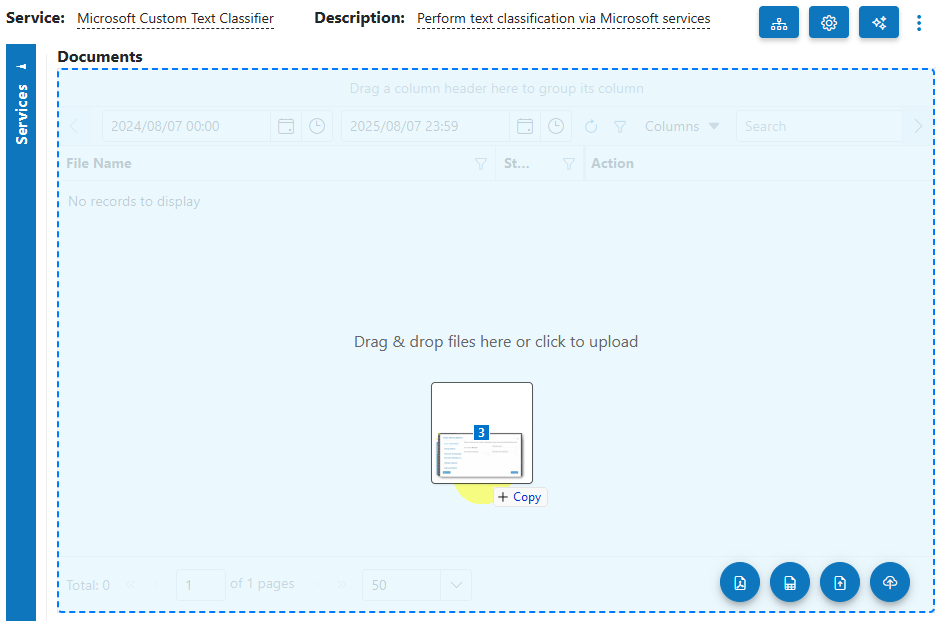 Service: Microsoft Custom Text Classifier Description: Perform text classification via Microsoft services
Services
Documents
Drag a column header here to group its column
2024/08/07 00:00 2025/08/07 23:59 Columns Search
File Name St... Action
No records to display
Drag & drop files here or click to upload
3
+ Copy
Total: 0 1 of 1 pages 50